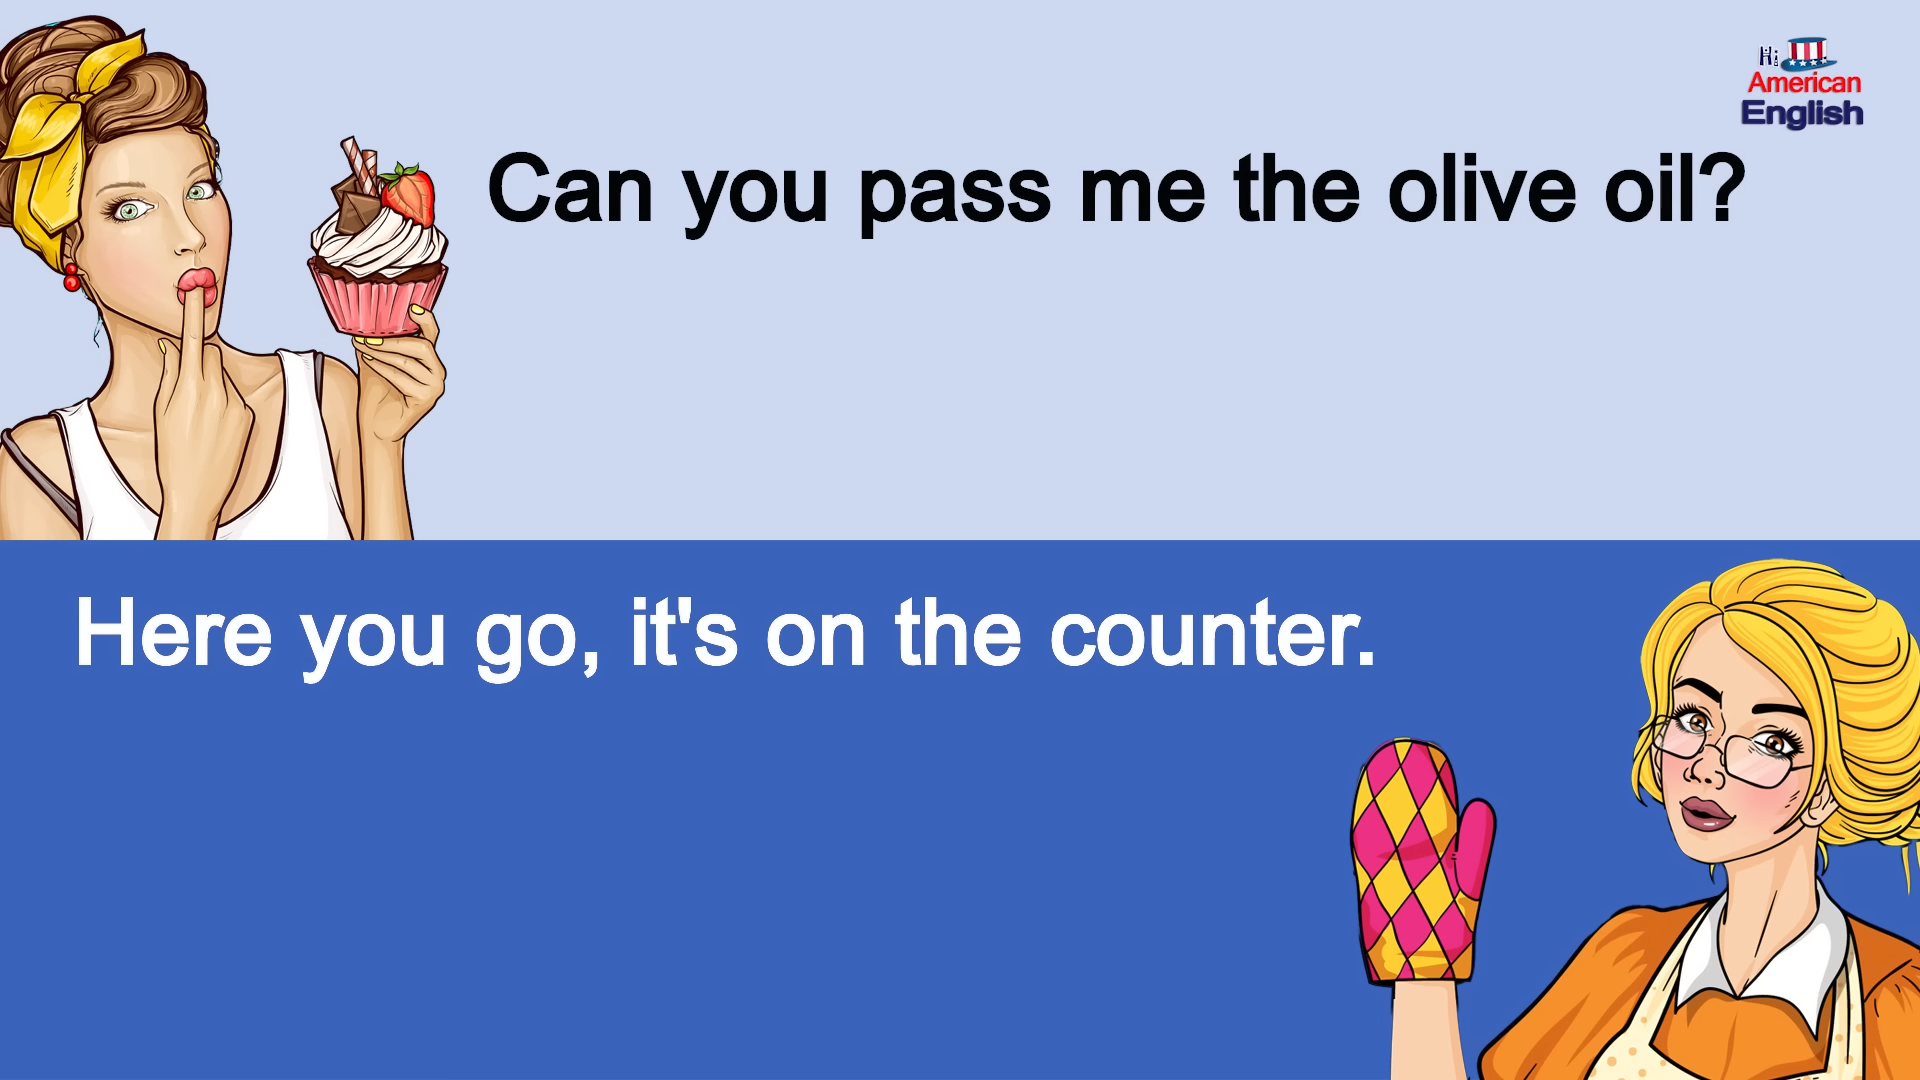 Hi
American
English
Can you pass me the olive oil?
Here you go, it's on the counter.